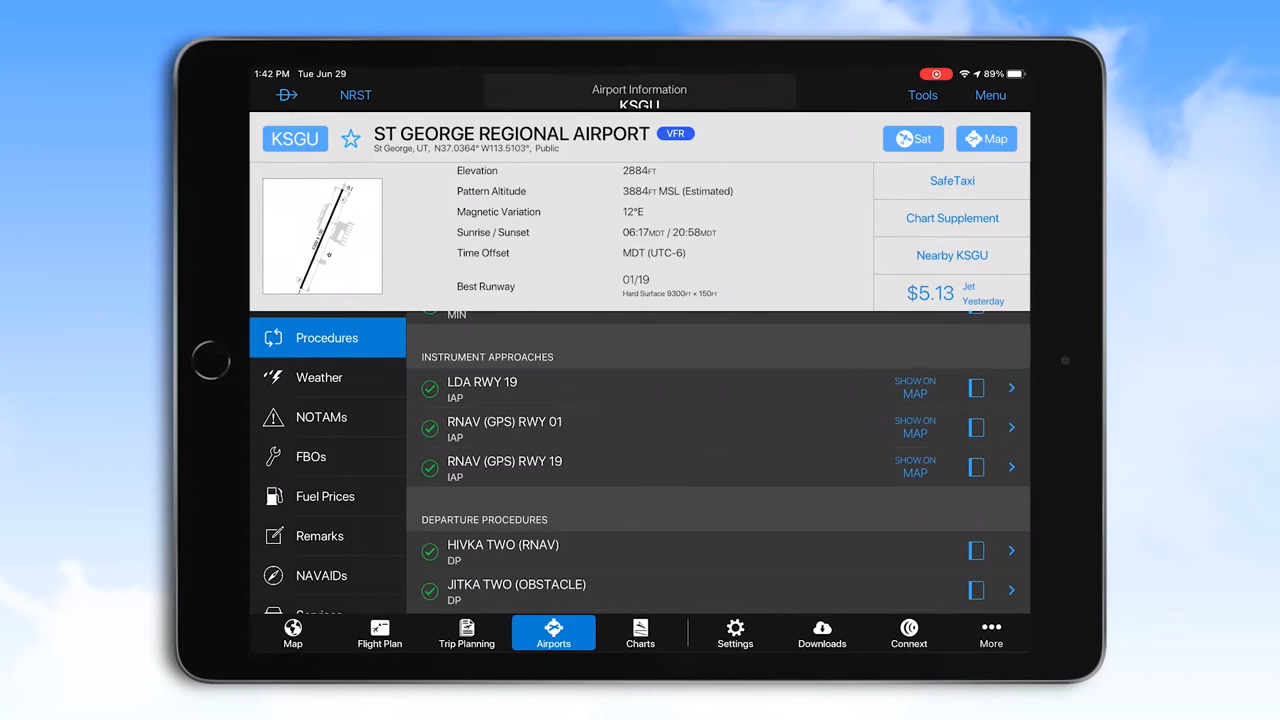 1:42 PM Tue Jun 29
89%
NRST
Airport Information
KSGU
Tools
Menu
KSGU
ST GEORGE REGIONAL AIRPORT
VFR
St George, UT, N37.0364° W113.5103°, Public
Sat
Map
Elevation 2884FT
Pattern Altitude 3884FT MSL (Estimated)
Magnetic Variation 12°E
Sunrise / Sunset 06:17MDT / 20:58MDT
Time Offset MDT (UTC-6)
Best Runway 01/19
Hard Surface 9300FT × 150FT
SafeTaxi
Chart Supplement
Nearby KSGU
$5.13 Jet
Yesterday
Procedures
Weather
NOTAMs
FBOs
Fuel Prices
Remarks
NAVAIDs
Services
MIN
INSTRUMENT APPROACHES
LDA RWY 19
IAP
SHOW ON
MAP
RNAV (GPS) RWY 01
IAP
SHOW ON
MAP
RNAV (GPS) RWY 19
IAP
SHOW ON
MAP
DEPARTURE PROCEDURES
HIVKA TWO (RNAV)
DP
JITKA TWO (OBSTACLE)
DP
Map
Flight Plan
Trip Planning
Airports
Charts
Settings
Downloads
Connext
More